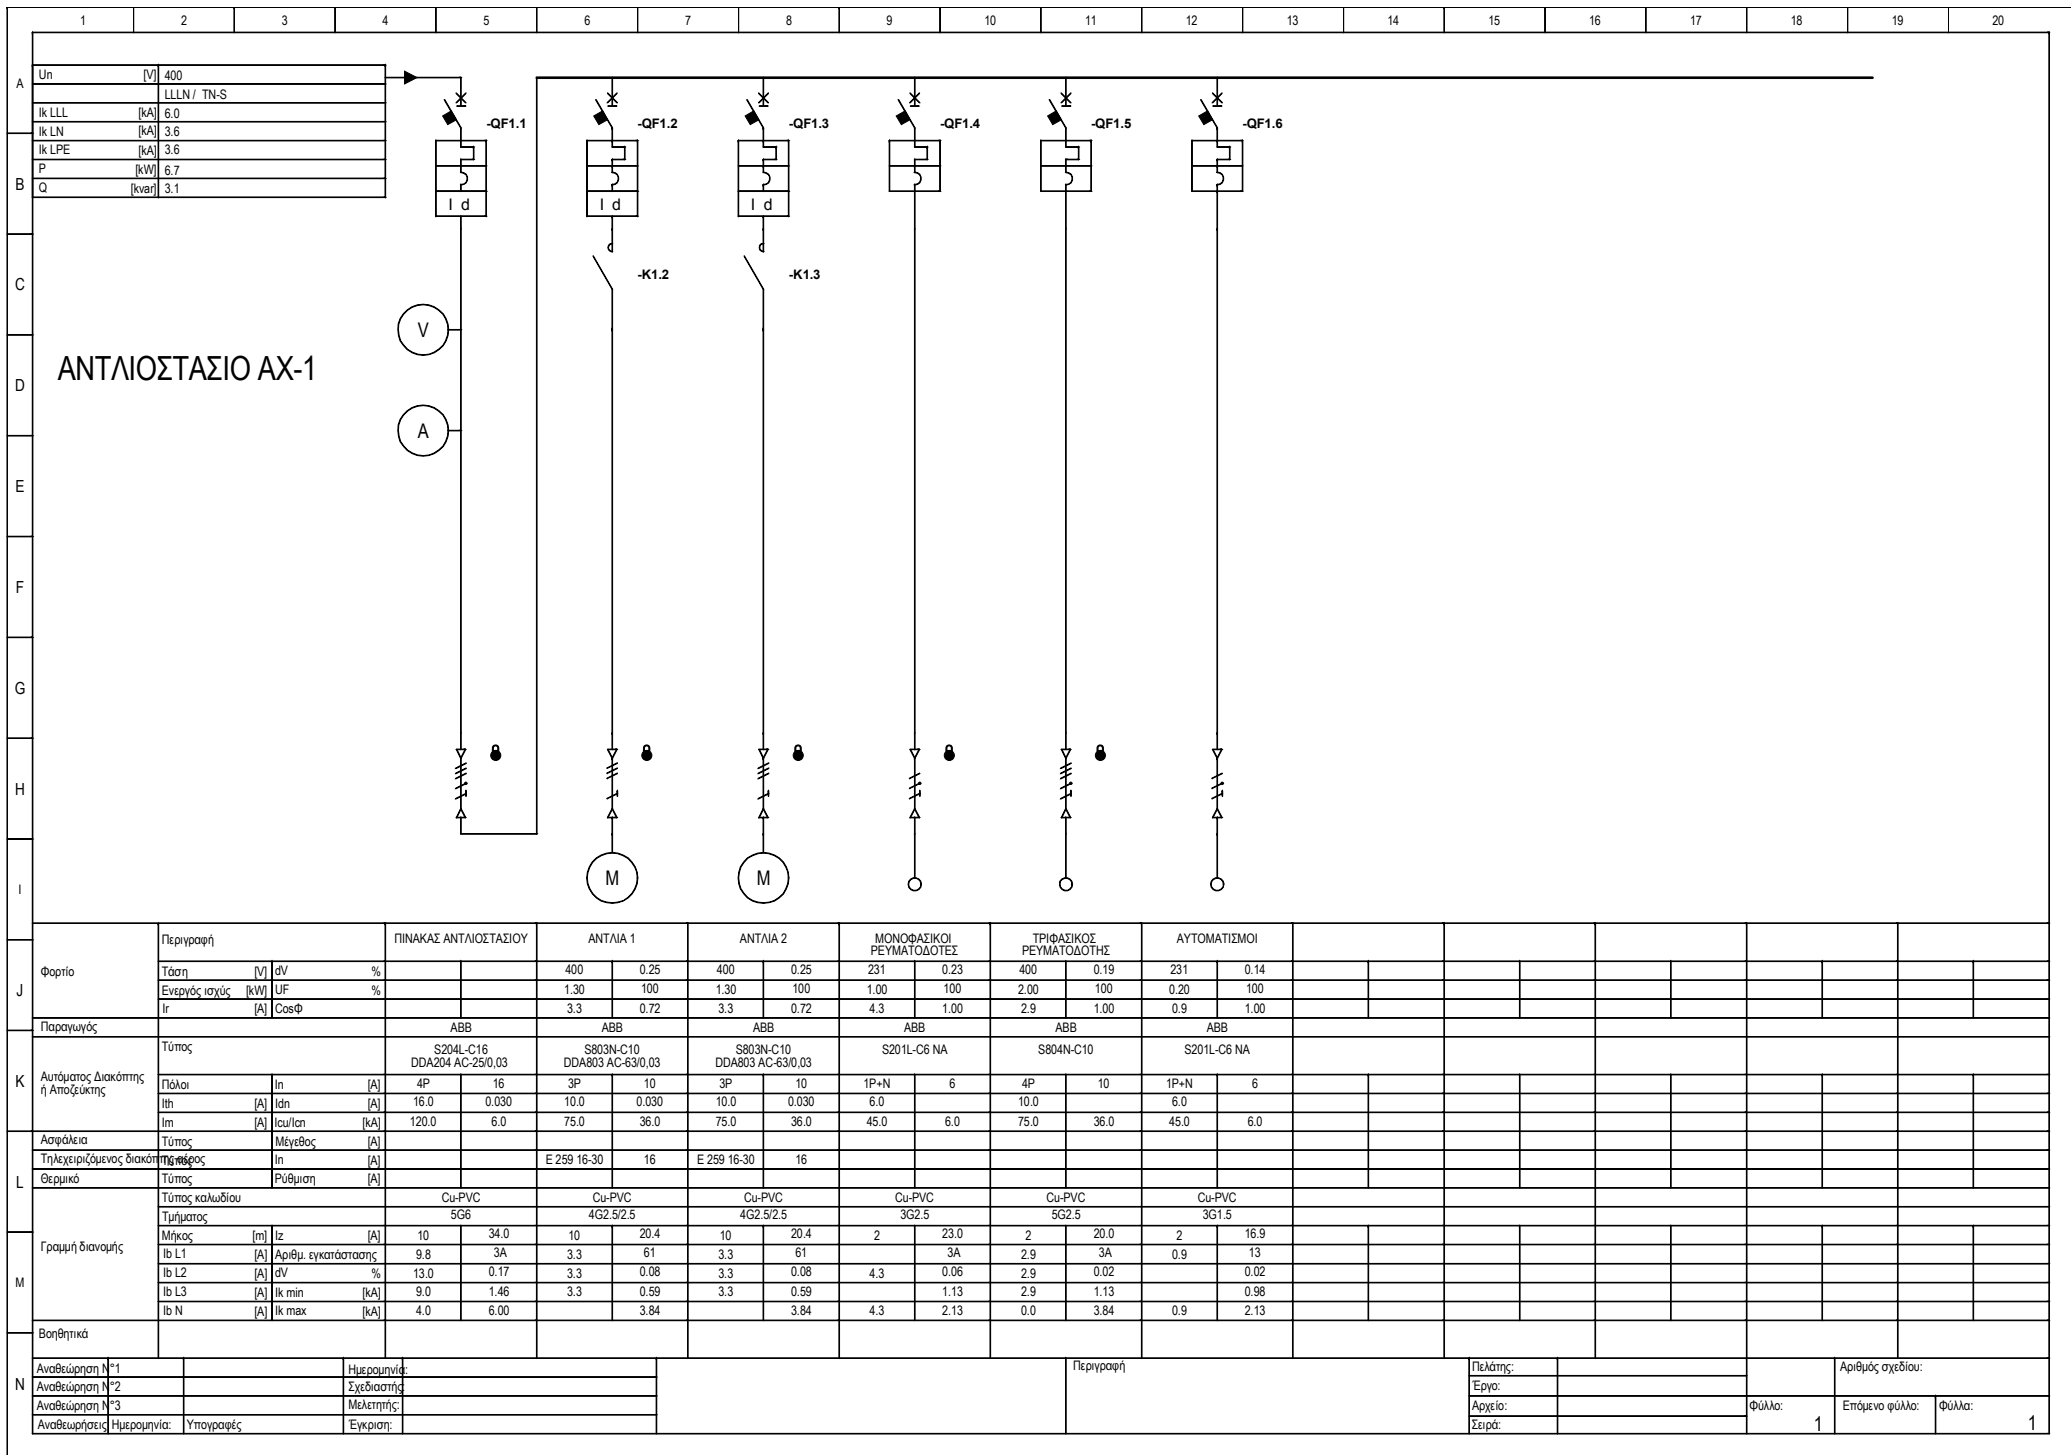 1 2 3 4 5 6 7 8 9 10 11 12 13 14 15 16 17 18 19 20
A
B
C
D
E
F
G
H
I
J
K
L
M
N
Un [V] 400
LLLN / TN-S
Ik LLL [kA] 6.0
Ik LN [kA] 3.6
Ik LPE [kA] 3.6
P [kW] 6.7
Q [kvar] 3.1
-QF1.1 -QF1.2 -QF1.3 -QF1.4 -QF1.5 -QF1.6
I d I d I d
-K1.2 -K1.3
V
ΑΝΤΛΙΟΣΤΑΣΙΟ ΑΧ-1
A
M M
Φορτίο
Περιγραφή ΠΙΝΑΚΑΣ ΑΝΤΛΙΟΣΤΑΣΙΟΥ ΑΝΤΛΙΑ 1 ΑΝΤΛΙΑ 2 ΜΟΝΟΦΑΣΙΚΟΙ ΡΕΥΜΑΤΟΔΟΤΕΣ ΤΡΙΦΑΣΙΚΟΣ ΡΕΥΜΑΤΟΔΟΤΗΣ ΑΥΤΟΜΑΤΙΣΜΟΙ
Τάση [V] dV % 400 0.25 400 0.25 231 0.23 400 0.19 231 0.14
Ενεργός ισχύς [kW] UF % 1.30 100 1.30 100 1.00 100 2.00 100 0.20 100
Ir [A] CosΦ 3.3 0.72 3.3 0.72 4.3 1.00 2.9 1.00 0.9 1.00
Παραγωγός ABB ABB ABB ABB ABB ABB
Αυτόματος Διακόπτης ή Αποζεύκτης
Τύπος S204L-C16 S803N-C10 S803N-C10 S201L-C6 NA S804N-C10 S201L-C6 NA
DDA204 AC-25/0,03 DDA803 AC-63/0,03 DDA803 AC-63/0,03
Πόλοι In [A] 4P 16 3P 10 3P 10 1P+N 6 4P 10 1P+N 6
Ith [A] Idn [A] 16.0 0.030 10.0 0.030 10.0 0.030 6.0 10.0 6.0
Im [A] Icu/Icn [kA] 120.0 6.0 75.0 36.0 75.0 36.0 45.0 6.0 75.0 36.0 45.0 6.0
Ασφάλεια Τύπος Μέγεθος [A]
Τηλεχειριζόμενος διακόπτης αέρος Τύπος In [A] E 259 16-30 16 E 259 16-30 16
Θερμικό Τύπος Ρύθμιση [A]
Γραμμή διανομής
Τύπος καλωδίου Cu-PVC Cu-PVC Cu-PVC Cu-PVC Cu-PVC Cu-PVC
Τμήματος 5G6 4G2.5/2.5 4G2.5/2.5 3G2.5 5G2.5 3G1.5
Μήκος [m] Iz [A] 10 34.0 10 20.4 10 20.4 2 23.0 2 20.0 2 16.9
Ib L1 [A] Αριθμ. εγκατάστασης 9.8 3A 3.3 61 3.3 61 3A 2.9 3A 0.9 13
Ib L2 [A] dV % 13.0 0.17 3.3 0.08 3.3 0.08 4.3 0.06 2.9 0.02 0.02
Ib L3 [A] Ik min [kA] 9.0 1.46 3.3 0.59 3.3 0.59 1.13 2.9 1.13 0.98
Ib N [A] Ik max [kA] 4.0 6.00 3.84 3.84 4.3 2.13 0.0 3.84 0.9 2.13
Βοηθητικά
Αναθεώρηση Ν°1 Ημερομηνία: Περιγραφή Πελάτης: Αριθμός σχεδίου:
Αναθεώρηση Ν°2 Σχεδιαστής: Έργο:
Αναθεώρηση Ν°3 Μελετητής: Αρχείο: Φύλλο: Επόμενο φύλλο: Φύλλα:
Αναθεωρήσεις Ημερομηνία: Υπογραφές Έγκριση: Σειρά: 1 1